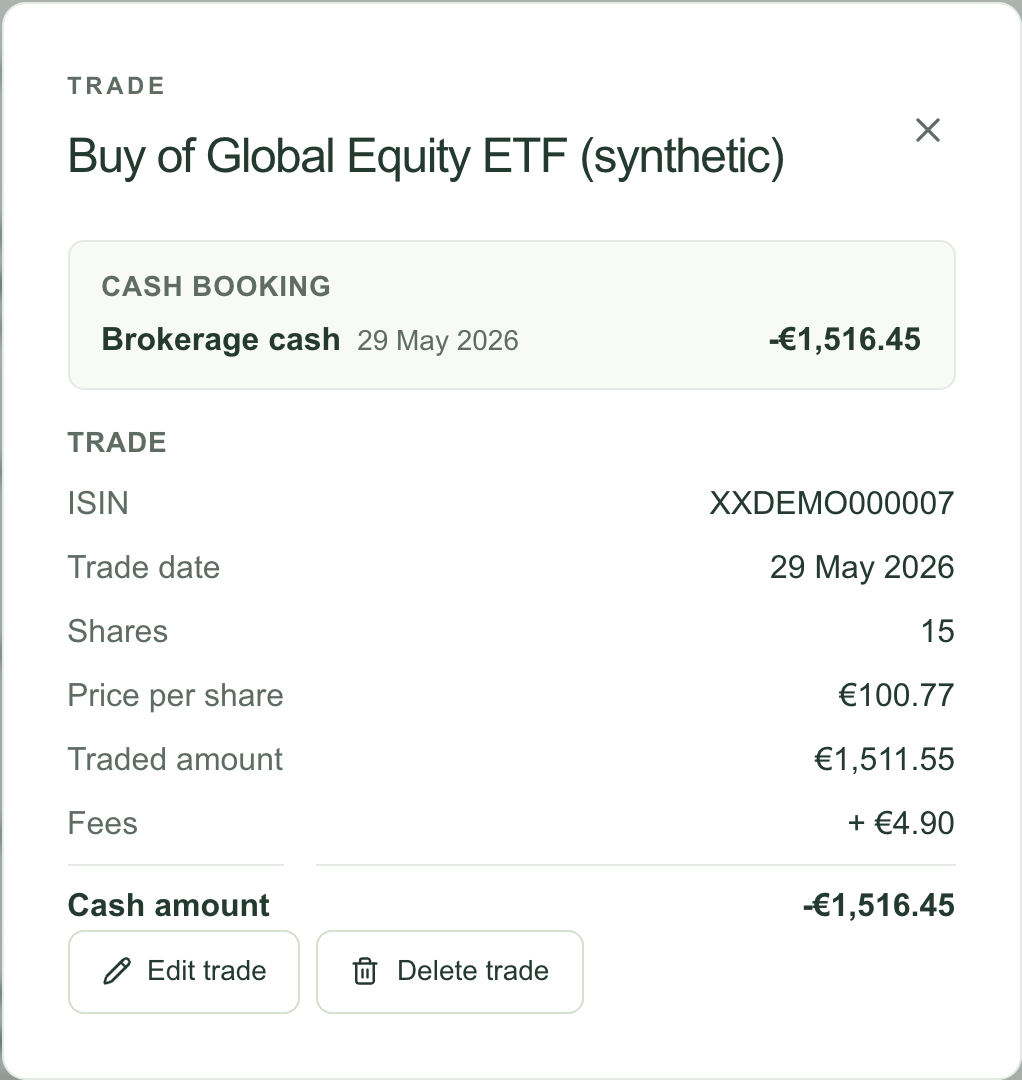 TRADE
Buy of Global Equity ETF (synthetic)
CASH BOOKING
Brokerage cash 29 May 2026 -€1,516.45
TRADE
ISIN XXDEMO000007
Trade date 29 May 2026
Shares 15
Price per share €100.77
Traded amount €1,511.55
Fees + €4.90
Cash amount -€1,516.45
Edit trade Delete trade